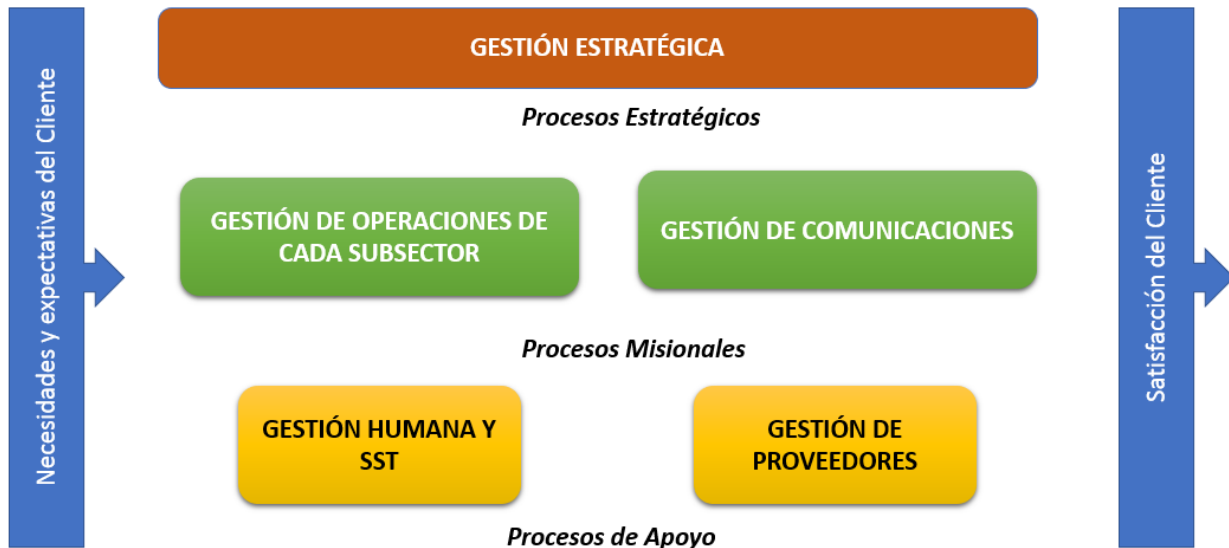 Necesidades y expectativas del Cliente
GESTIÓN ESTRATÉGICA
Procesos Estratégicos
GESTIÓN DE OPERACIONES DE
CADA SUBSECTOR
GESTIÓN DE COMUNICACIONES
Procesos Misionales
GESTIÓN HUMANA Y
SST
GESTIÓN DE
PROVEEDORES
Procesos de Apoyo
Satisfacción del Cliente